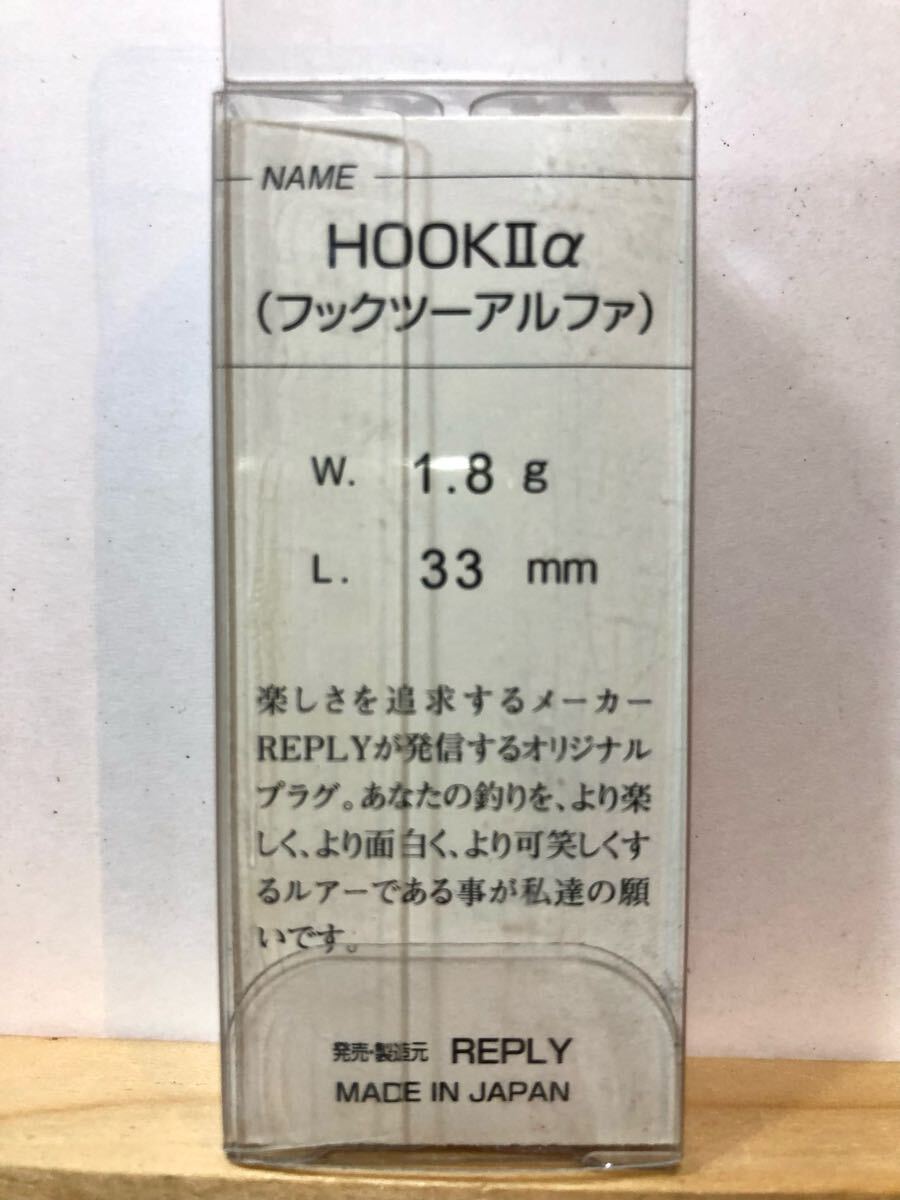 NAME
HOOKⅡα
（フックツーアルファ）
W. 1.8 g
L. 33 mm
楽しさを追求するメーカー
REPLYが発信するオリジナル
プラグ。あなたの釣りを、より楽
しく、より面白く、より可笑しくす
るルアーである事が私達の願
いです。
発売・製造元 REPLY
MADE IN JAPAN